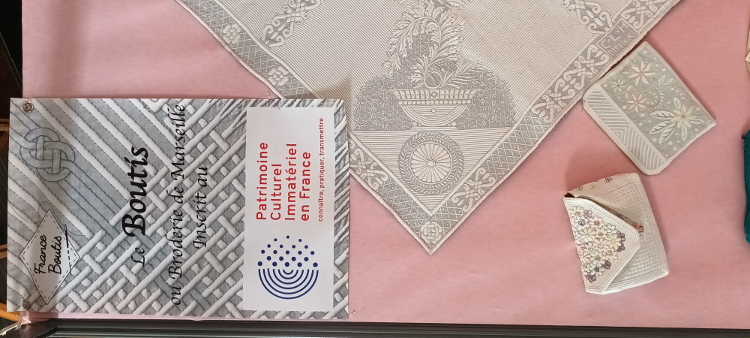 France
Boutis
Le Boutis
ou Broderie de Marseille
Inscrit au
Patrimoine
Culturel
Immatériel
en France
connaître, pratiquer, transmettre